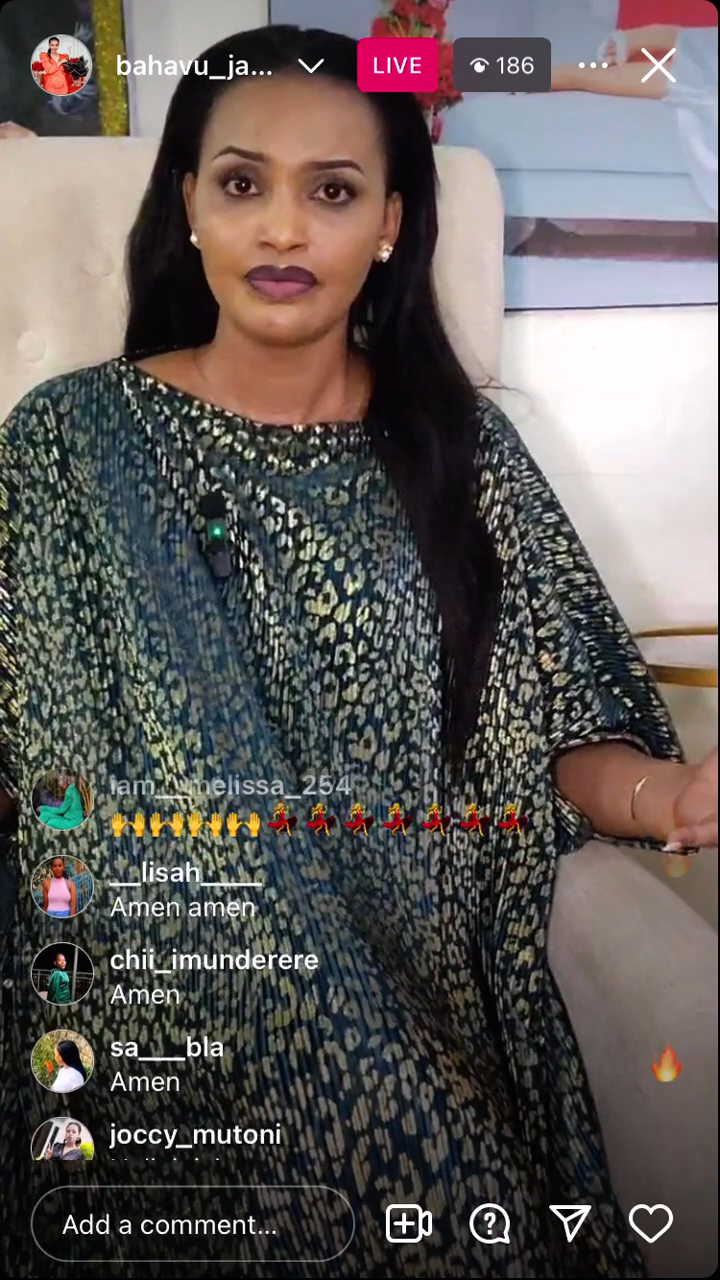 bahavu_ja...
LIVE
186
iam__melissa_254
🙌🙌🙌🙌💃💃💃💃💃💃💃
__lisah____
Amen amen
chii_imunderere
Amen
sa___bla
Amen
joccy_mutoni
Add a comment...